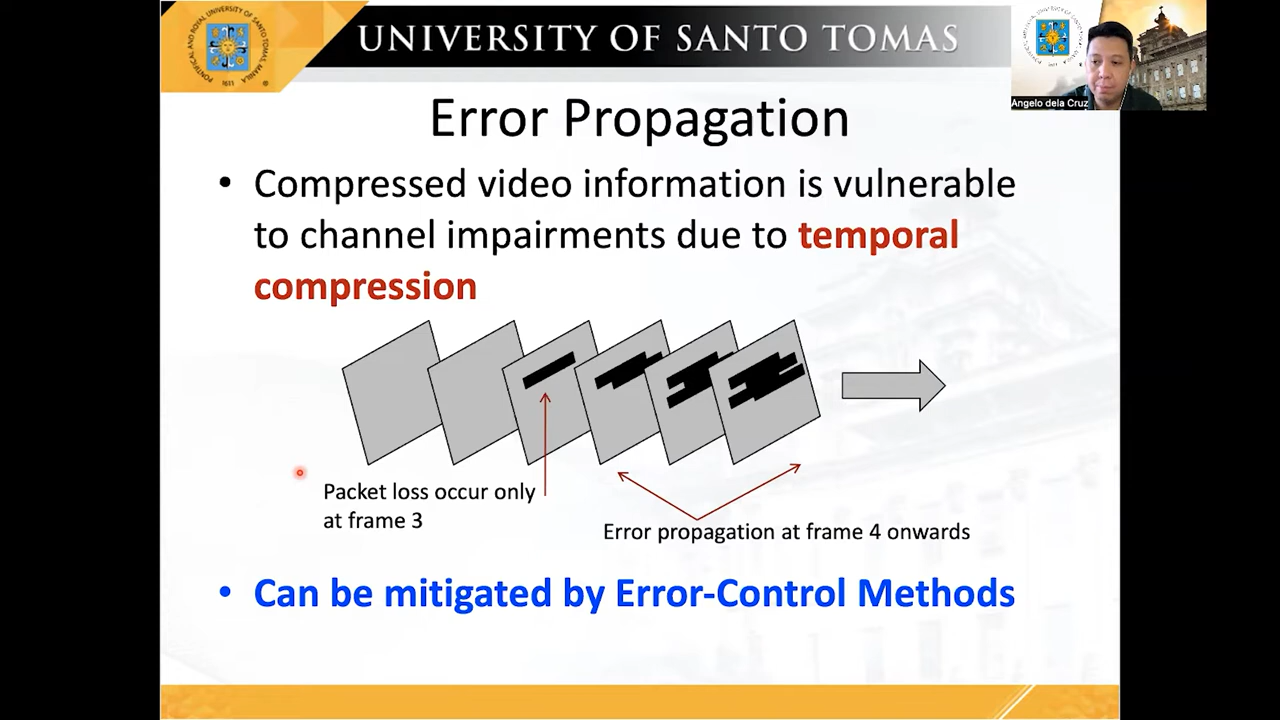 UNIVERSITY OF SANTO TOMAS
Angelo dela Cruz
Error Propagation
• Compressed video information is vulnerable
to channel impairments due to temporal
compression
Packet loss occur only
at frame 3
Error propagation at frame 4 onwards
• Can be mitigated by Error-Control Methods